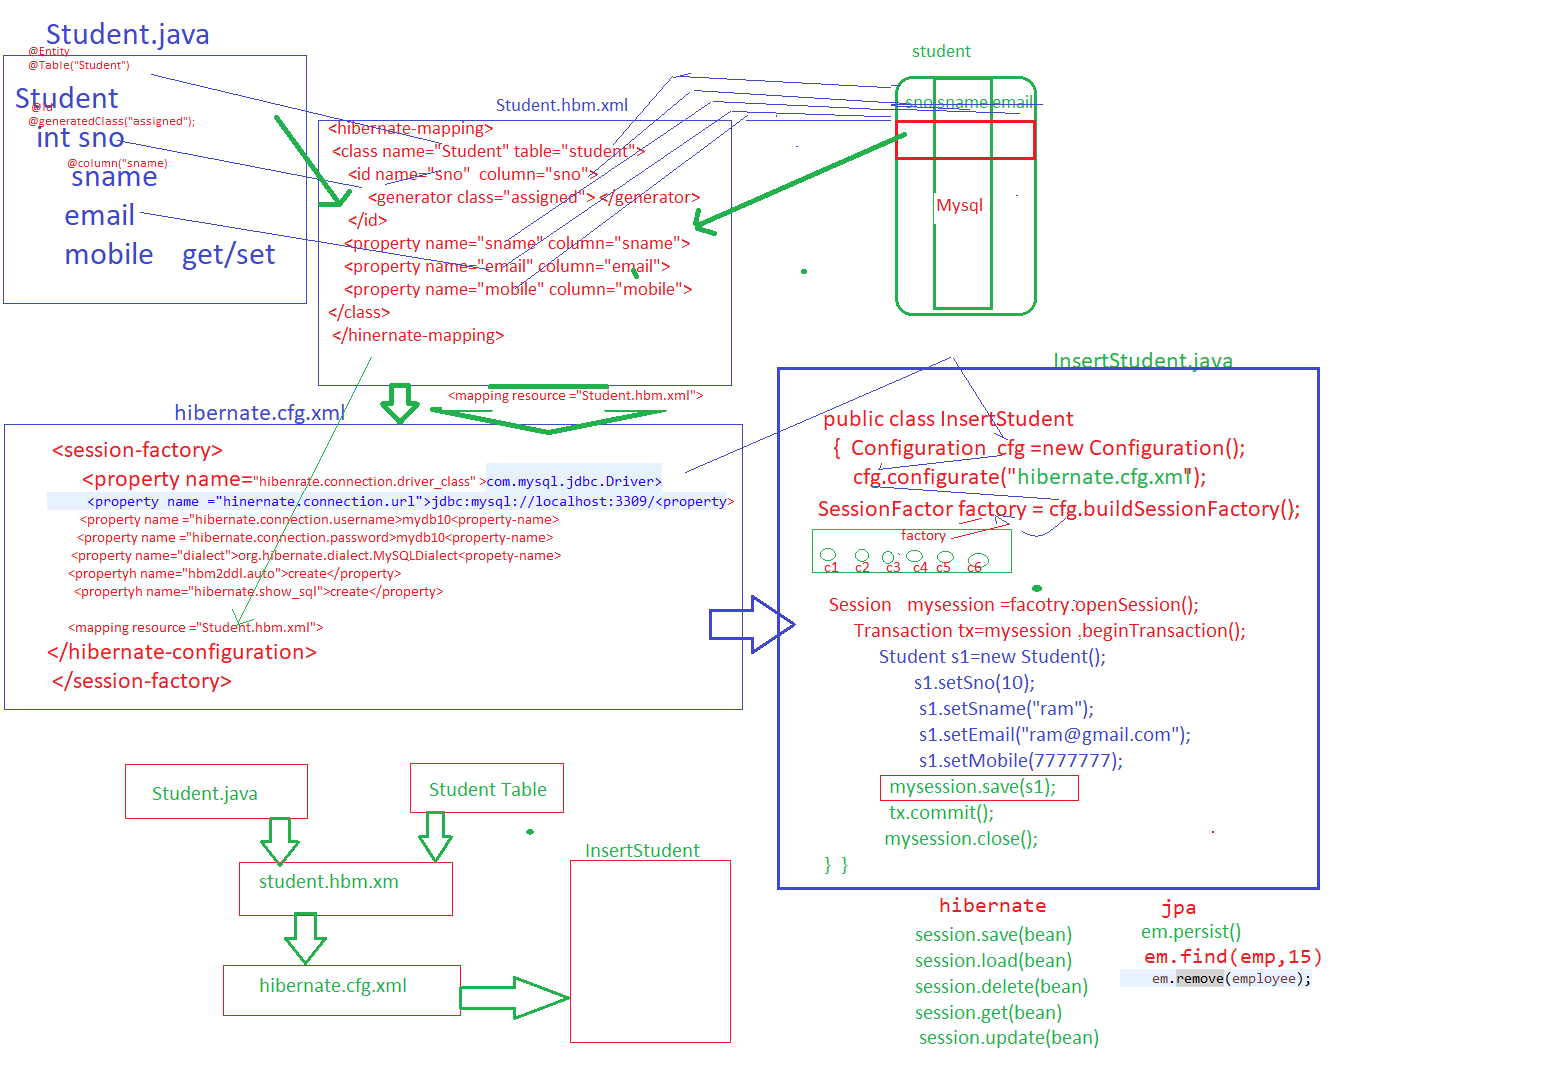 Student.java
@Entity
@Table("Student")
Student
@Id
@generatedClass("assigned");
int sno
@column("sname)
sname
email
mobile get/set
Student.hbm.xml
<hibernate-mapping>
<class name="Student" table="student">
<id name="sno" column="sno">
<generator class="assigned"> </generator>
</id>
<property name="sname" column="sname">
<property name="email" column="email">
<property name="mobile" column="mobile">
</class>
</hinernate-mapping>
student
sno sname email
Mysql
<mapping resource ="Student.hbm.xml">
hibernate.cfg.xml
<session-factory>
<property name="hibernate.connection.driver_class" >com.mysql.jdbc.Driver>
<property name ="hinernate.connection.url">jdbc:mysql://localhost:3309/<property>
<property name ="hibernate.connection.username>mydb10<property-name>
<property name ="hibernate.connection.password>mydb10<property-name>
<property name="dialect">org.hibernate.dialect.MySQLDialect<propety-name>
<propertyh name="hbm2ddl.auto">create</property>
<propertyh name="hibernate.show_sql">create</property>
<mapping resource ="Student.hbm.xml">
</hibernate-configuration>
</session-factory>
InsertStudent.java
public class InsertStudent
{ Configuration cfg =new Configuration();
cfg.configurate("hibernate.cfg.xml");
SessionFactor factory = cfg.buildSessionFactory();
factory
c1 c2 c3 c4 c5 c6
Session mysession =facotry.openSession();
Transaction tx=mysession .beginTransaction();
Student s1=new Student();
s1.setSno(10);
s1.setSname("ram");
s1.setEmail("ram@gmail.com");
s1.setMobile(7777777);
mysession.save(s1);
tx.commit();
mysession.close();
} }
Student.java
Student Table
student.hbm.xm
hibernate.cfg.xml
InsertStudent
hibernate
session.save(bean)
session.load(bean)
session.delete(bean)
session.get(bean)
session.update(bean)
jpa
em.persist()
em.find(emp,15)
em.remove(employee);